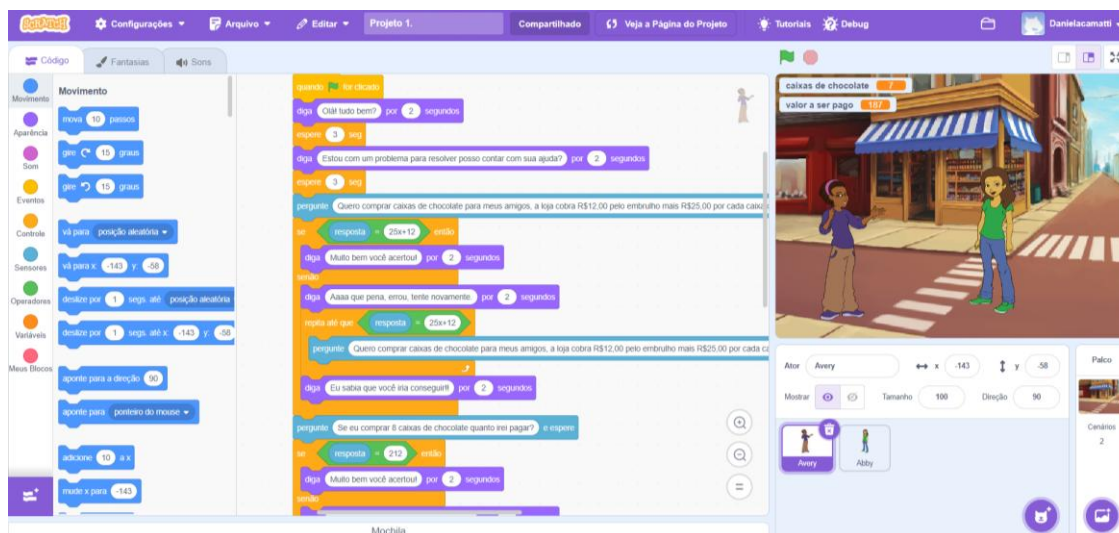 SCRATCH Configurações Arquivo Editar Projeto 1. Compartilhado Veja a Página do Projeto Tutoriais Debug Danielacamatti
Código Fantasias Sons
Movimento
Aparência
Som
Eventos
Controle
Sensores
Operadores
Variáveis
Meus Blocos
Movimento
mova 10 passos
gire 15 graus
gire 15 graus
vá para posição aleatória
vá para x: -143 y: -58
deslize por 1 segs. até posição aleatória
deslize por 1 segs. até x: -143 y: -58
aponte para a direção 90
aponte para ponteiro do mouse
adicione 10 a x
mude x para -143
quando for clicado
diga Olá! tudo bem? por 2 segundos
espere 3 seg
diga Estou com um problema para resolver posso contar com sua ajuda? por 2 segundos
espere 3 seg
pergunte Quero comprar caixas de chocolate para meus amigos, a loja cobra R$12,00 pelo embrulho mais R$25,00 por cada caixa
se resposta = 25x+12 então
diga Muito bem você acertou! por 2 segundos
senão
diga Aaaa que pena, errou, tente novamente. por 2 segundos
repita até que resposta = 25x+12
pergunte Quero comprar caixas de chocolate para meus amigos, a loja cobra R$12,00 pelo embrulho mais R$25,00 por cada ca
diga Eu sabia que você iria conseguir!! por 2 segundos
pergunte Se eu comprar 8 caixas de chocolate quanto irei pagar? e espere
se resposta = 212 então
diga Muito bem você acertou! por 2 segundos
senão
Mochila
caixas de chocolate 7
valor a ser pago 187
Ator Avery x -143 y -58
Mostrar Tamanho 100 Direção 90
Avery
Abby
Palco
Cenários
2